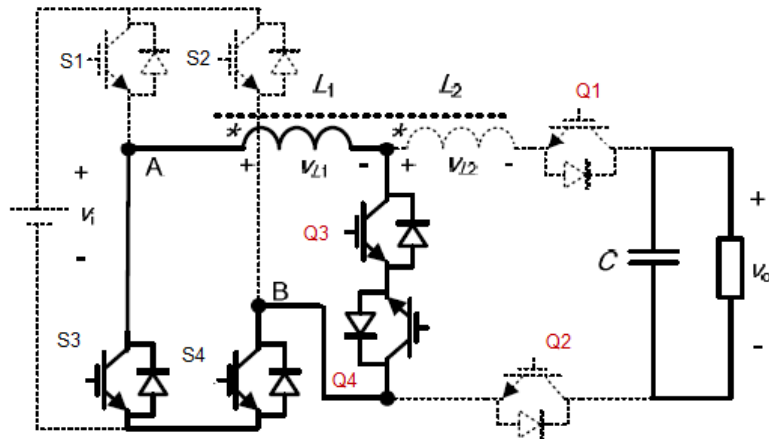 S1
S2
L1
L2
Q1
*
*
A
+
vL1
-
+
vL2
-
+
vi
-
Q3
C
+
vo
-
B
S3
S4
Q4
Q2